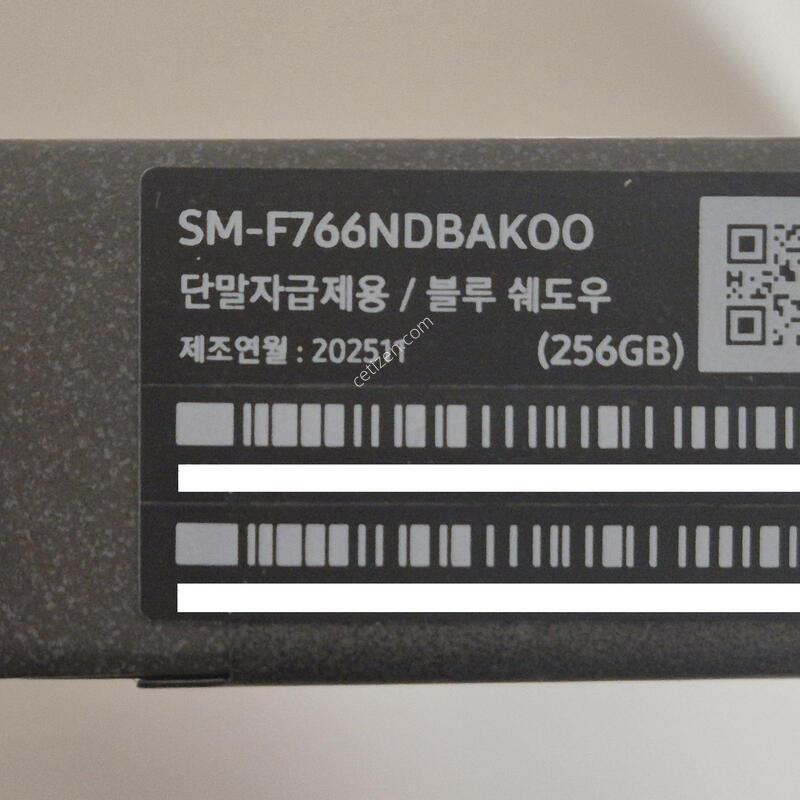 SM-F766NDBAKOO
단말자급제용 / 블루 쉐도우
제조연월 : 202511
(256GB)
cetizen.com